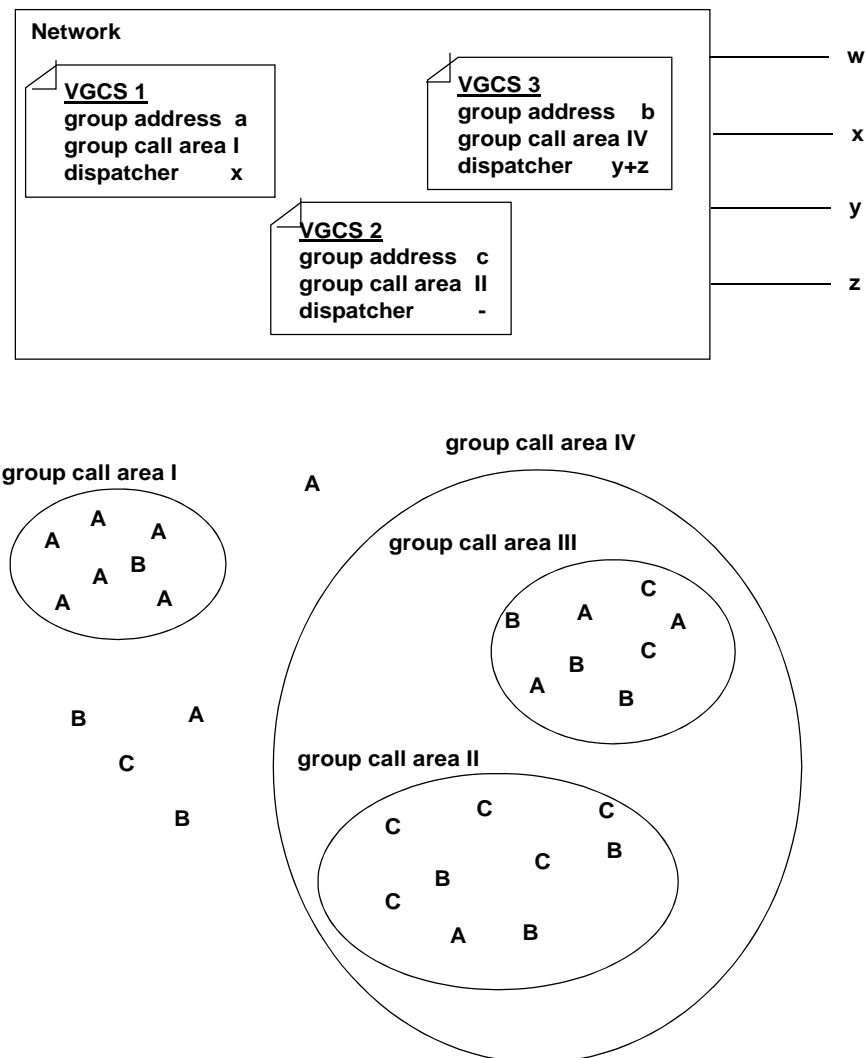 Network
w
VGCS 1
group address a
group call area I
dispatcher x
VGCS 3
group address b
group call area IV
dispatcher y+z
x
y
VGCS 2
group address c
group call area II
dispatcher -
z
group call area IV
group call area I
A
A
A A
A B
A A
group call area III
C
B A A
B C
A B
B A
C
B
group call area II
C C C
C B
B
C
A B